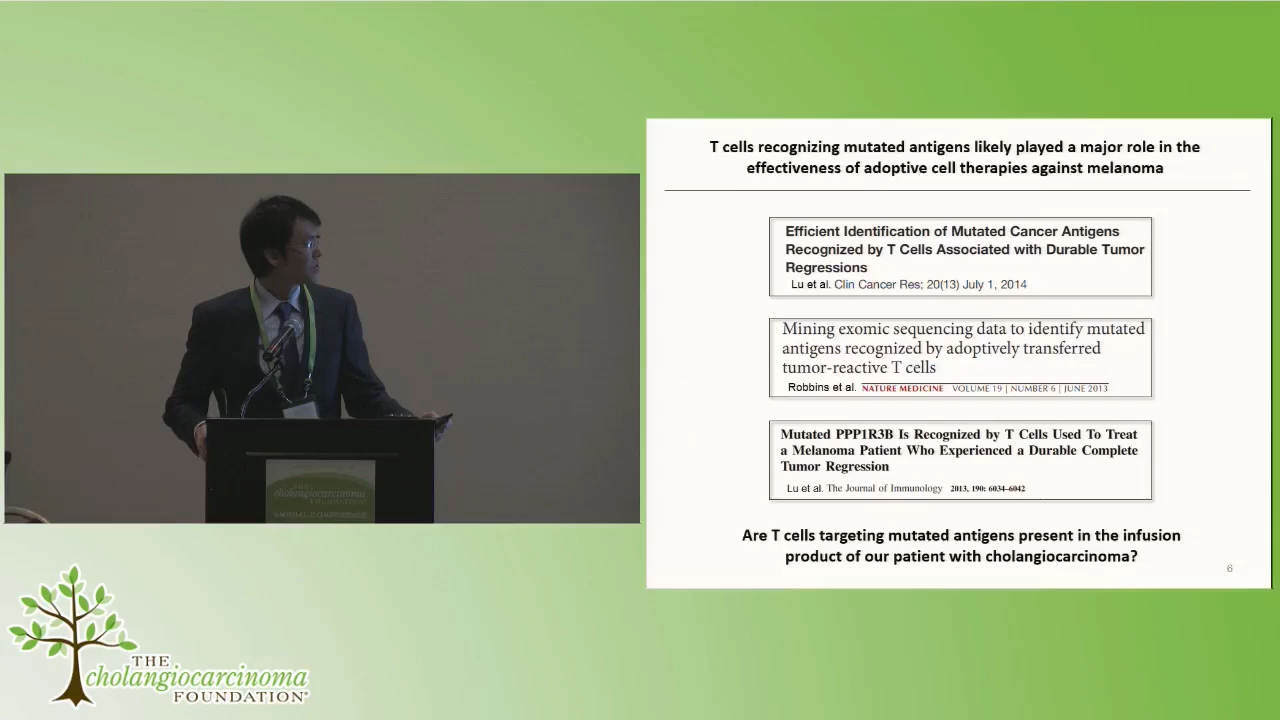 T cells recognizing mutated antigens likely played a major role in the
effectiveness of adoptive cell therapies against melanoma
Efficient Identification of Mutated Cancer Antigens
Recognized by T Cells Associated with Durable Tumor
Regressions
Lu et al. Clin Cancer Res; 20(13) July 1, 2014
Mining exomic sequencing data to identify mutated
antigens recognized by adoptively transferred
tumor-reactive T cells
Robbins et al. NATURE MEDICINE VOLUME 19 | NUMBER 6 | JUNE 2013
Mutated PPP1R3B Is Recognized by T Cells Used To Treat
a Melanoma Patient Who Experienced a Durable Complete
Tumor Regression
Lu et al. The Journal of Immunology 2013, 190: 6034–6042
Are T cells targeting mutated antigens present in the infusion
product of our patient with cholangiocarcinoma?
6
cholangiocarcinoma
THE
cholangiocarcinoma
FOUNDATION®